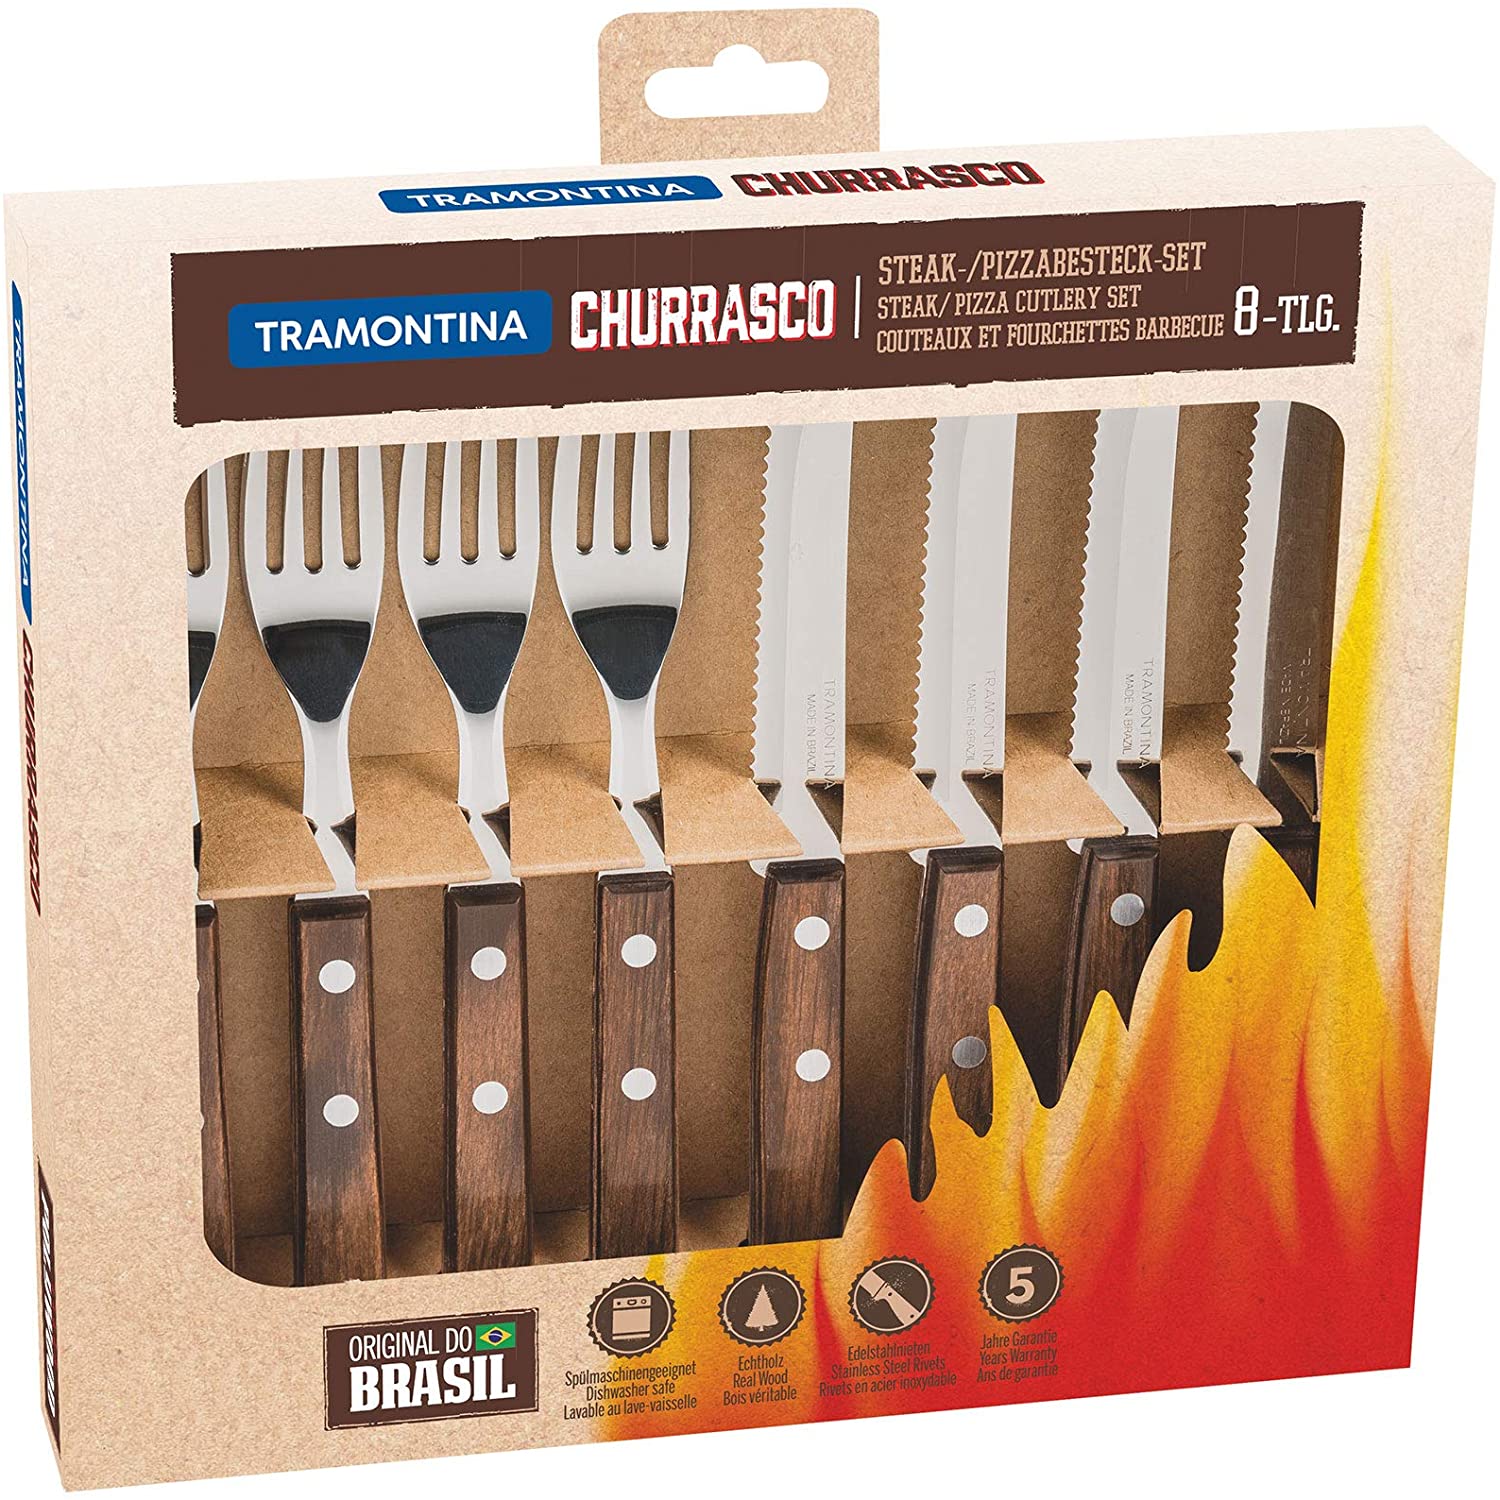 TRAMONTINA CHURRASCO
TRAMONTINA
CHURRASCO
STEAK-/PIZZABESTECK-SET
STEAK/ PIZZA CUTLERY SET
COUTEAUX ET FOURCHETTES BARBECUE
8-TLG.
TRAMONTINA
CHURRASCO
TRAMONTINA
MADE IN BRAZIL
TRAMONTINA
MADE IN BRAZIL
TRAMONTINA
MADE IN BRAZIL
TRAMONTINA
MADE IN BRAZIL
ORIGINAL DO
BRASIL
Spülmaschinengeeignet
Dishwasher safe
Lavable au lave-vaisselle
Echtholz
Real Wood
Bois véritable
Edelstahlnieten
Stainless Steel Rivets
Rivets en acier inoxydable
5
Jahre Garantie
Years Warranty
Ans de garantie